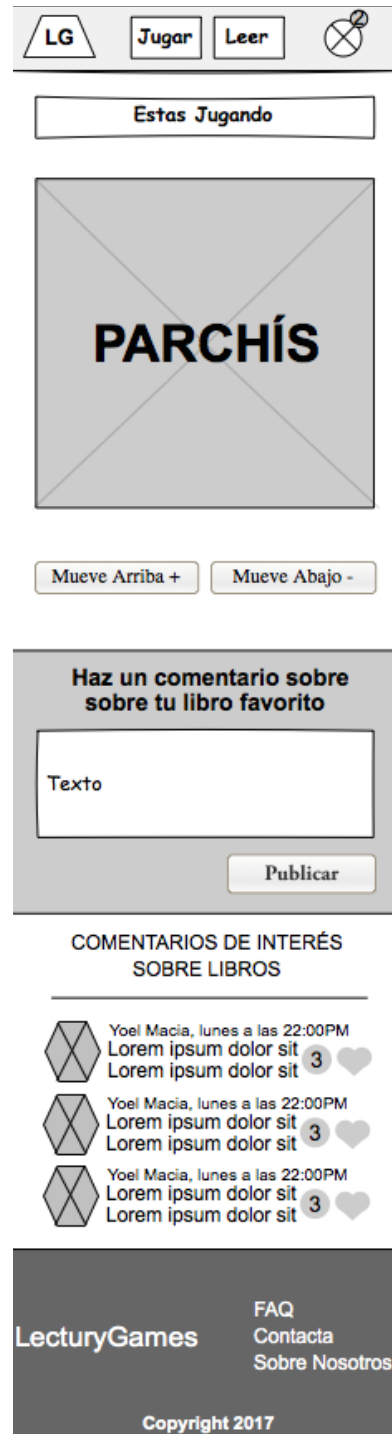 LG
Jugar
Leer
2
Estas Jugando
PARCHÍS
Mueve Arriba +
Mueve Abajo -
Haz un comentario sobre
sobre tu libro favorito
Texto
Publicar
COMENTARIOS DE INTERÉS
SOBRE LIBROS
Yoel Macia, lunes a las 22:00PM
Lorem ipsum dolor sit
Lorem ipsum dolor sit
3
Yoel Macia, lunes a las 22:00PM
Lorem ipsum dolor sit
Lorem ipsum dolor sit
3
Yoel Macia, lunes a las 22:00PM
Lorem ipsum dolor sit
Lorem ipsum dolor sit
3
LecturyGames
FAQ
Contacta
Sobre Nosotros
Copyright 2017